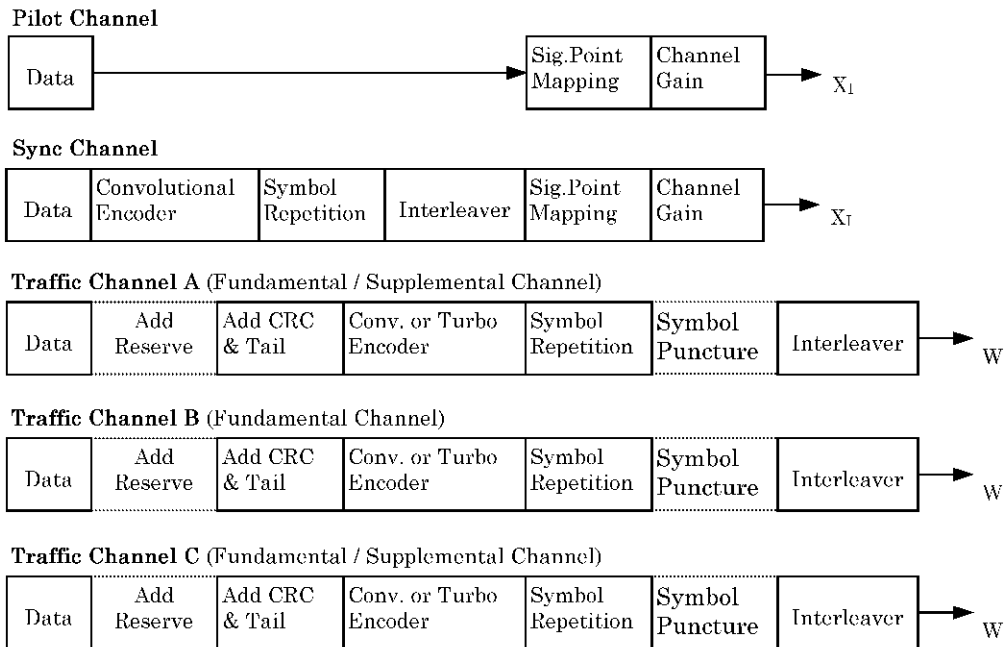 Pilot Channel
Data
Sig.Point
Mapping
Channel
Gain
XI
Sync Channel
Data
Convolutional
Encoder
Symbol
Repetition
Interleaver
Sig.Point
Mapping
Channel
Gain
XI
Traffic Channel A (Fundamental / Supplemental Channel)
Data
Add
Reserve
Add CRC
& Tail
Conv. or Turbo
Encoder
Symbol
Repetition
Symbol
Puncture
Interleaver
W
Traffic Channel B (Fundamental Channel)
Data
Add
Reserve
Add CRC
& Tail
Conv. or Turbo
Encoder
Symbol
Repetition
Symbol
Puncture
Interleaver
W
Traffic Channel C (Fundamental / Supplemental Channel)
Data
Add
Reserve
Add CRC
& Tail
Conv. or Turbo
Encoder
Symbol
Repetition
Symbol
Puncture
Interleaver
W